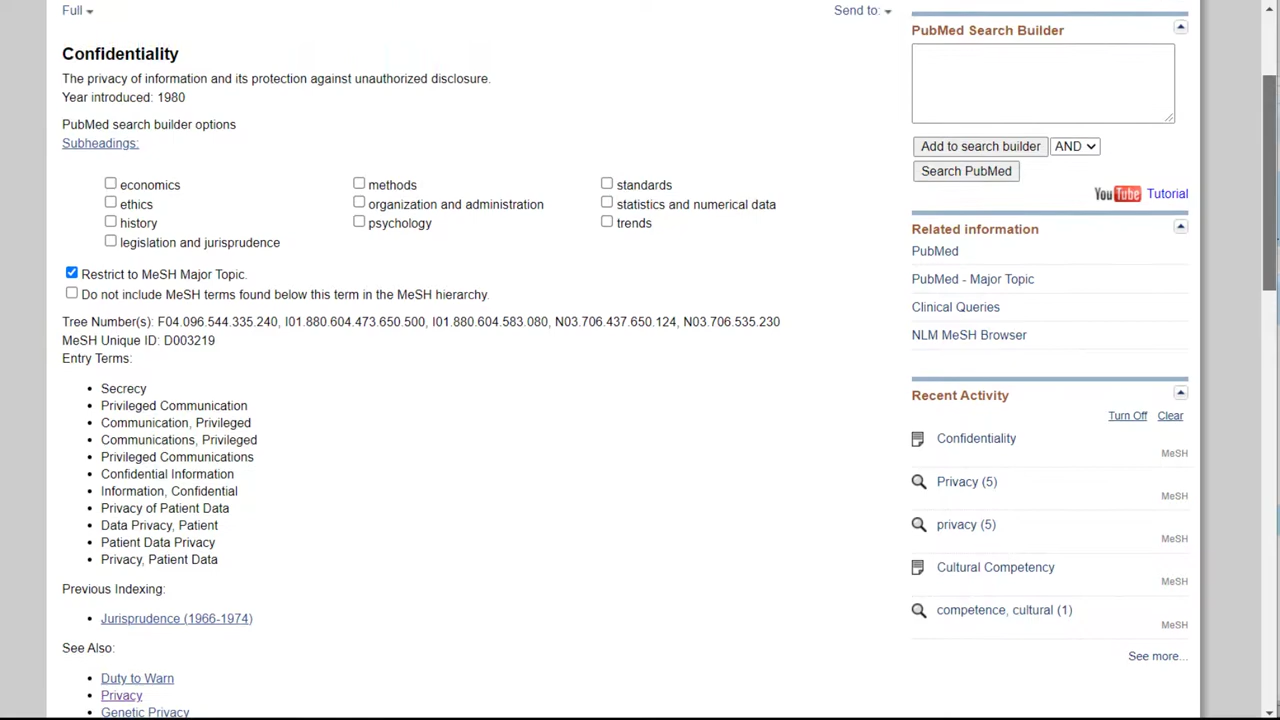 Full
Send to:
Confidentiality
The privacy of information and its protection against unauthorized disclosure.
Year introduced: 1980
PubMed search builder options
Subheadings:
economics
methods
standards
ethics
organization and administration
statistics and numerical data
history
psychology
trends
legislation and jurisprudence
Restrict to MeSH Major Topic.
Do not include MeSH terms found below this term in the MeSH hierarchy.
Tree Number(s): F04.096.544.335.240, I01.880.604.473.650.500, I01.880.604.583.080, N03.706.437.650.124, N03.706.535.230
MeSH Unique ID: D003219
Entry Terms:
Secrecy
Privileged Communication
Communication, Privileged
Communications, Privileged
Privileged Communications
Confidential Information
Information, Confidential
Privacy of Patient Data
Data Privacy, Patient
Patient Data Privacy
Privacy, Patient Data
Previous Indexing:
Jurisprudence (1966-1974)
See Also:
Duty to Warn
Privacy
Genetic Privacy
PubMed Search Builder
Add to search builder AND
Search PubMed
YouTube Tutorial
Related information
PubMed
PubMed - Major Topic
Clinical Queries
NLM MeSH Browser
Recent Activity
Turn Off Clear
Confidentiality
MeSH
Privacy (5)
MeSH
privacy (5)
MeSH
Cultural Competency
MeSH
competence, cultural (1)
MeSH
See more...